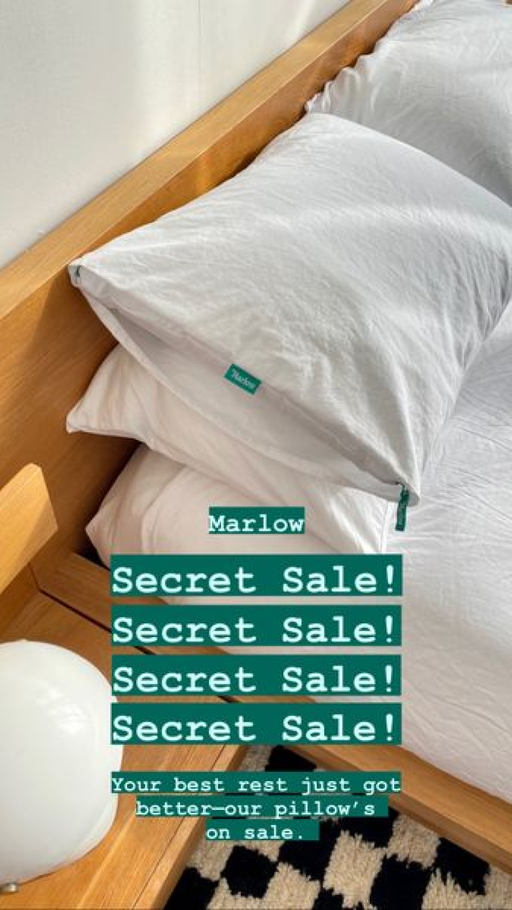 Marlow
Marlow
Secret Sale!
Secret Sale!
Secret Sale!
Secret Sale!
Your best rest just got
better—our pillow’s
on sale.